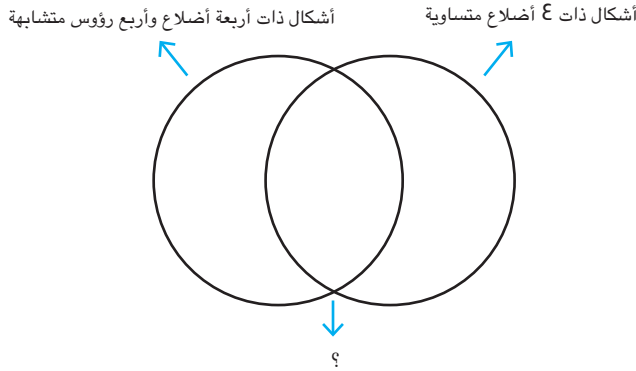 أشكال ذات ٤ أضلاع متساوية
أشكال ذات أربعة أضلاع وأربع رؤوس متشابهة
؟